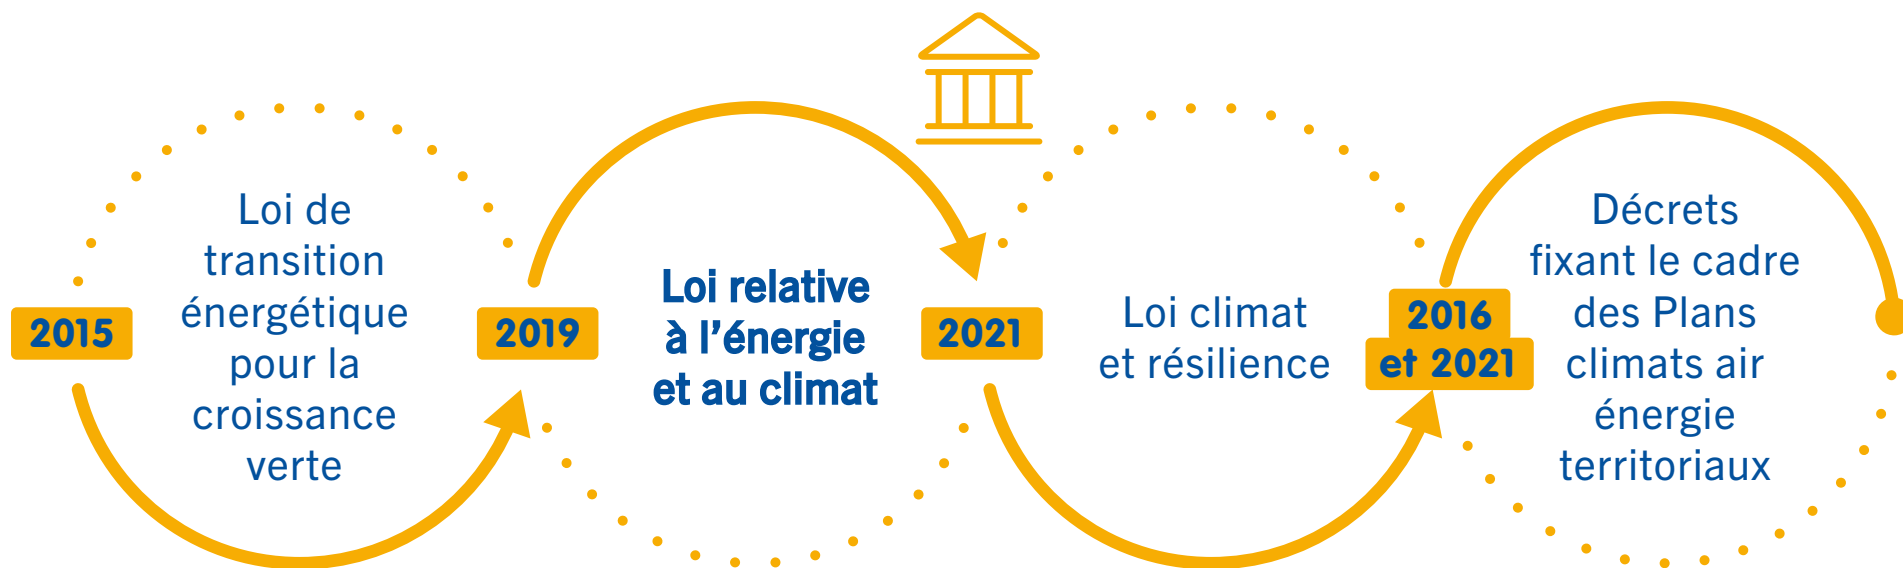 2015
Loi de
transition
énergétique
pour la
croissance
verte
2019
Loi relative
à l'énergie
et au climat
2021
Loi climat
et résilience
2016
et 2021
Décrets
fixant le cadre
des Plans
climats air
énergie
territoriaux